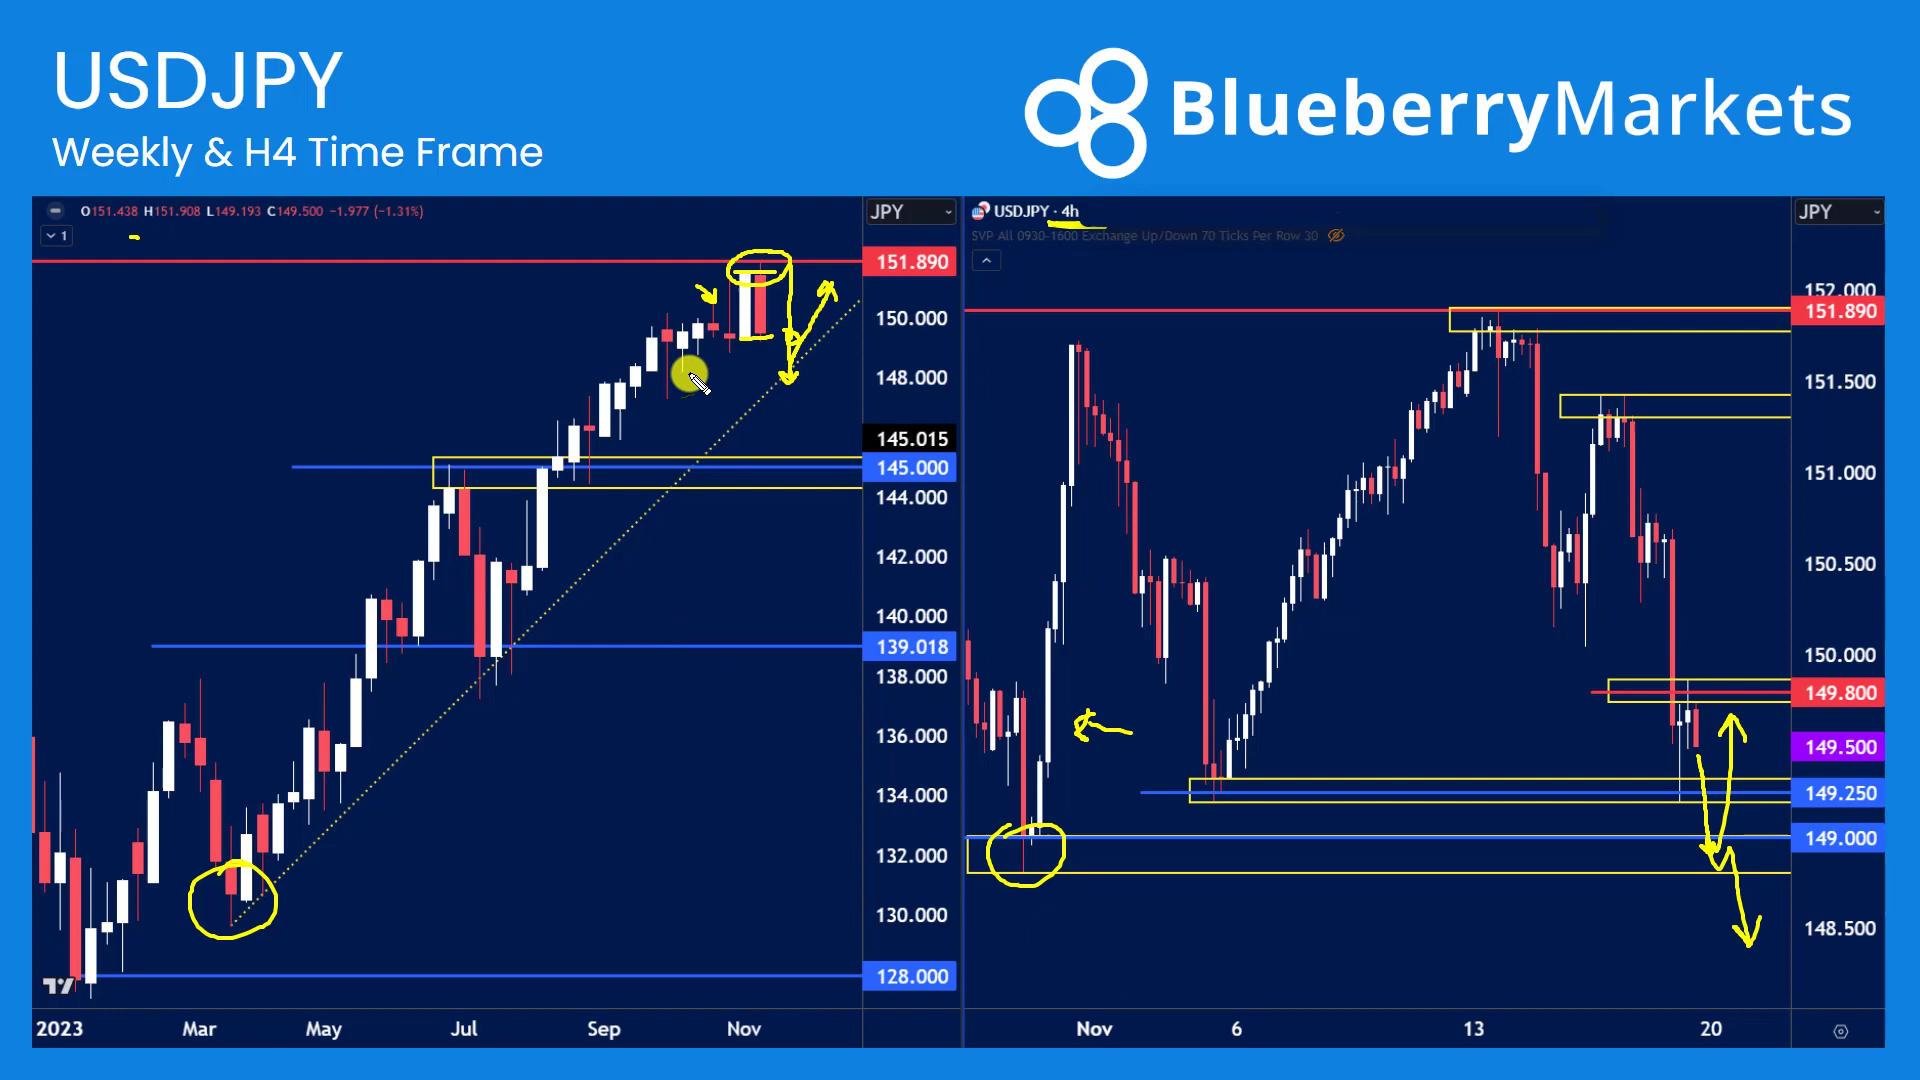 USDJPY
Weekly & H4 Time Frame
BlueberryMarkets
O151.438 H151.908 L149.193 C149.500 −1.977 (−1.31%)
1
JPY
151.890
150.000
148.000
145.015
145.000
144.000
142.000
140.000
139.018
138.000
136.000
134.000
132.000
130.000
128.000
2023 Mar May Jul Sep Nov
USDJPY · 4h
SVP All 0930-1600 Exchange Up/Down 70 Ticks Per Row 30
JPY
152.000
151.890
151.500
151.000
150.500
150.000
149.800
149.500
149.250
149.000
148.500
Nov 6 13 20